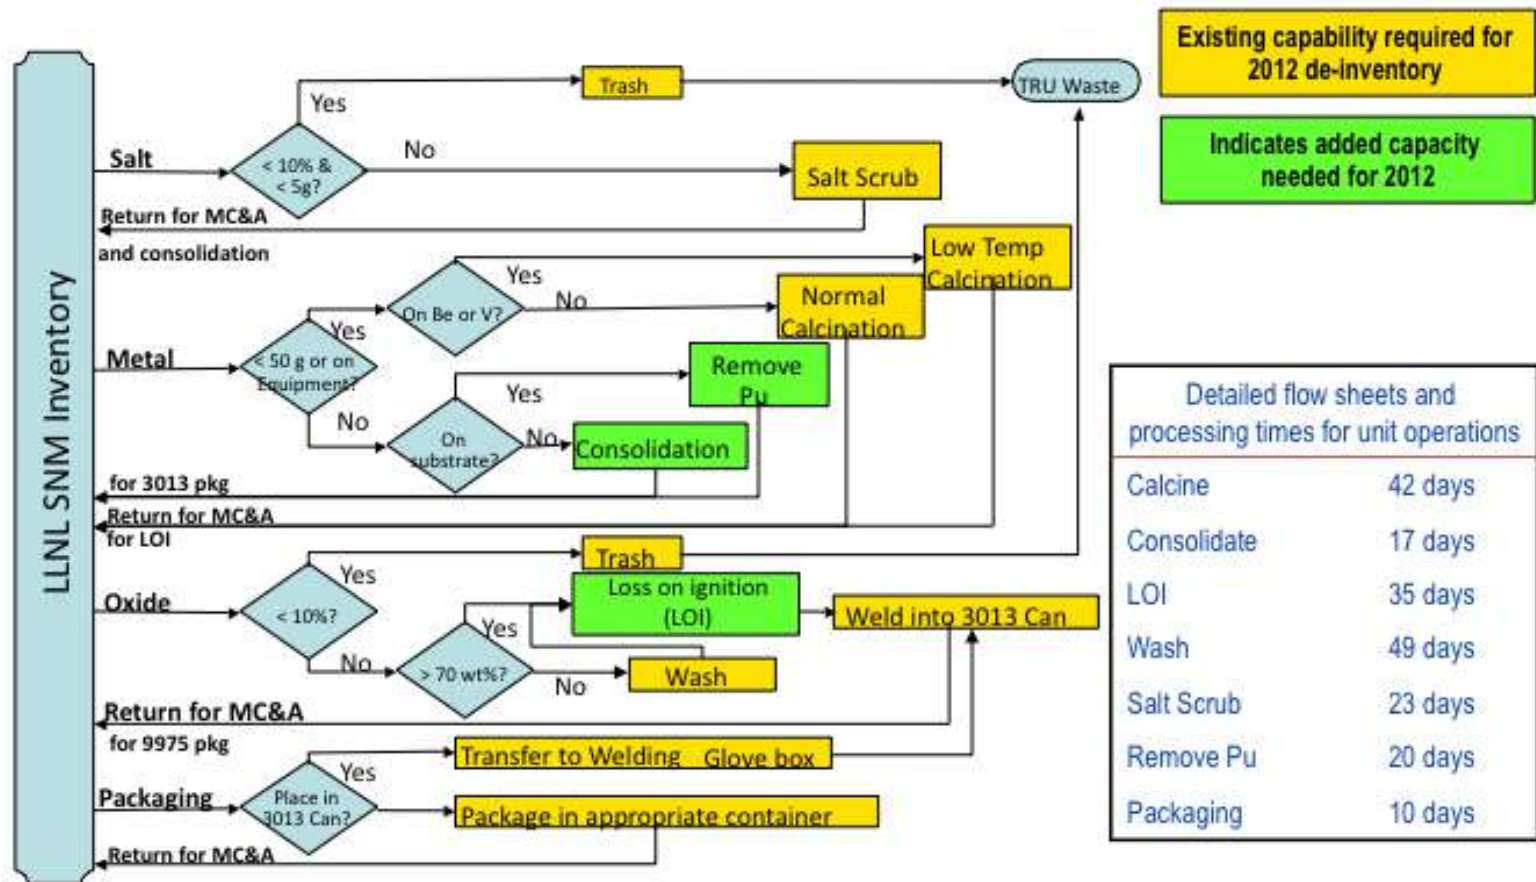 LLNL SNM Inventory
Existing capability required for
2012 de-inventory
Indicates added capacity
needed for 2012
Salt
< 10% &
< 5g?
Yes
Trash
TRU Waste
No
Salt Scrub
Return for MC&A
and consolidation
Metal
< 50 g or on
Equipment?
Yes
On Be or V?
Yes
Low Temp
Calcination
No
Normal
Calcination
No
On
substrate?
Yes
Remove
Pu
No
Consolidation
for 3013 pkg
Return for MC&A
for LOI
Oxide
< 10%?
Yes
Trash
No
> 70 wt%?
Yes
Loss on ignition
(LOI)
Weld into 3013 Can
No
Wash
Return for MC&A
for 9975 pkg
Packaging
Place in
3013 Can?
Yes
Transfer to Welding Glove box
Package in appropriate container
Return for MC&A
Detailed flow sheets and
processing times for unit operations
Calcine 42 days
Consolidate 17 days
LOI 35 days
Wash 49 days
Salt Scrub 23 days
Remove Pu 20 days
Packaging 10 days